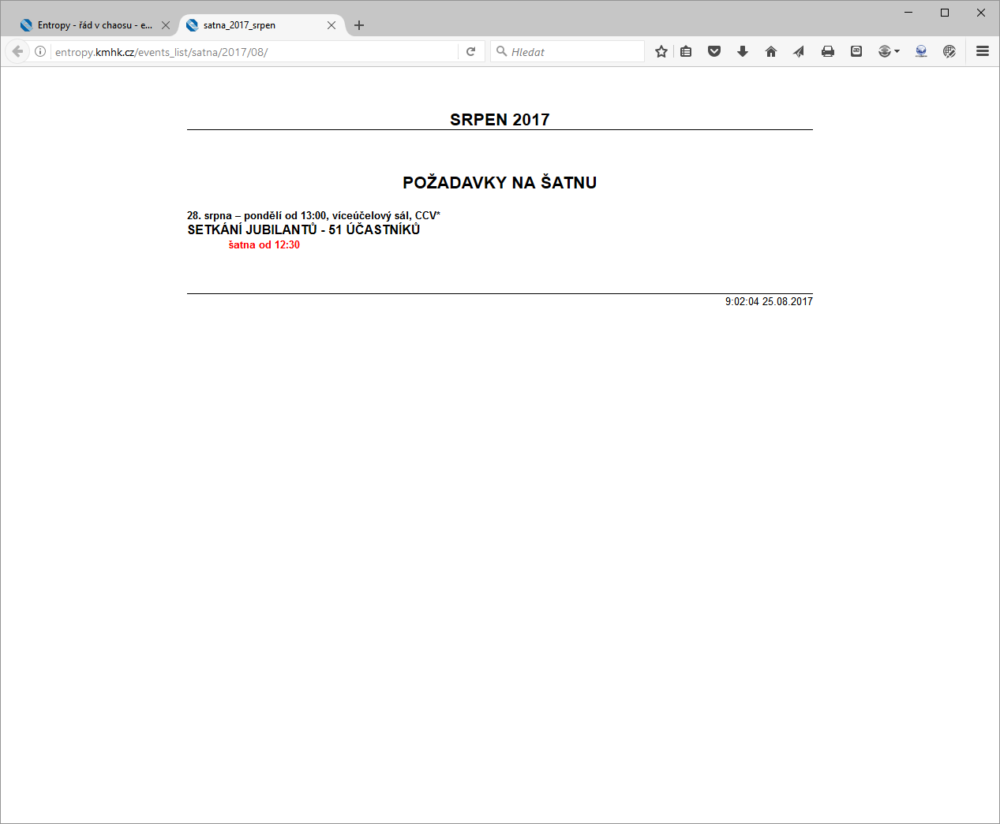 Entropy - řád v chaosu - e...
satna_2017_srpen
entropy.kmhk.cz/events_list/satna/2017/08/
Hledat
SRPEN 2017
POŽADAVKY NA ŠATNU
28. srpna – pondělí od 13:00, víceúčelový sál, CCV*
SETKÁNÍ JUBILANTŮ - 51 ÚČASTNÍKŮ
šatna od 12:30
9:02:04 25.08.2017